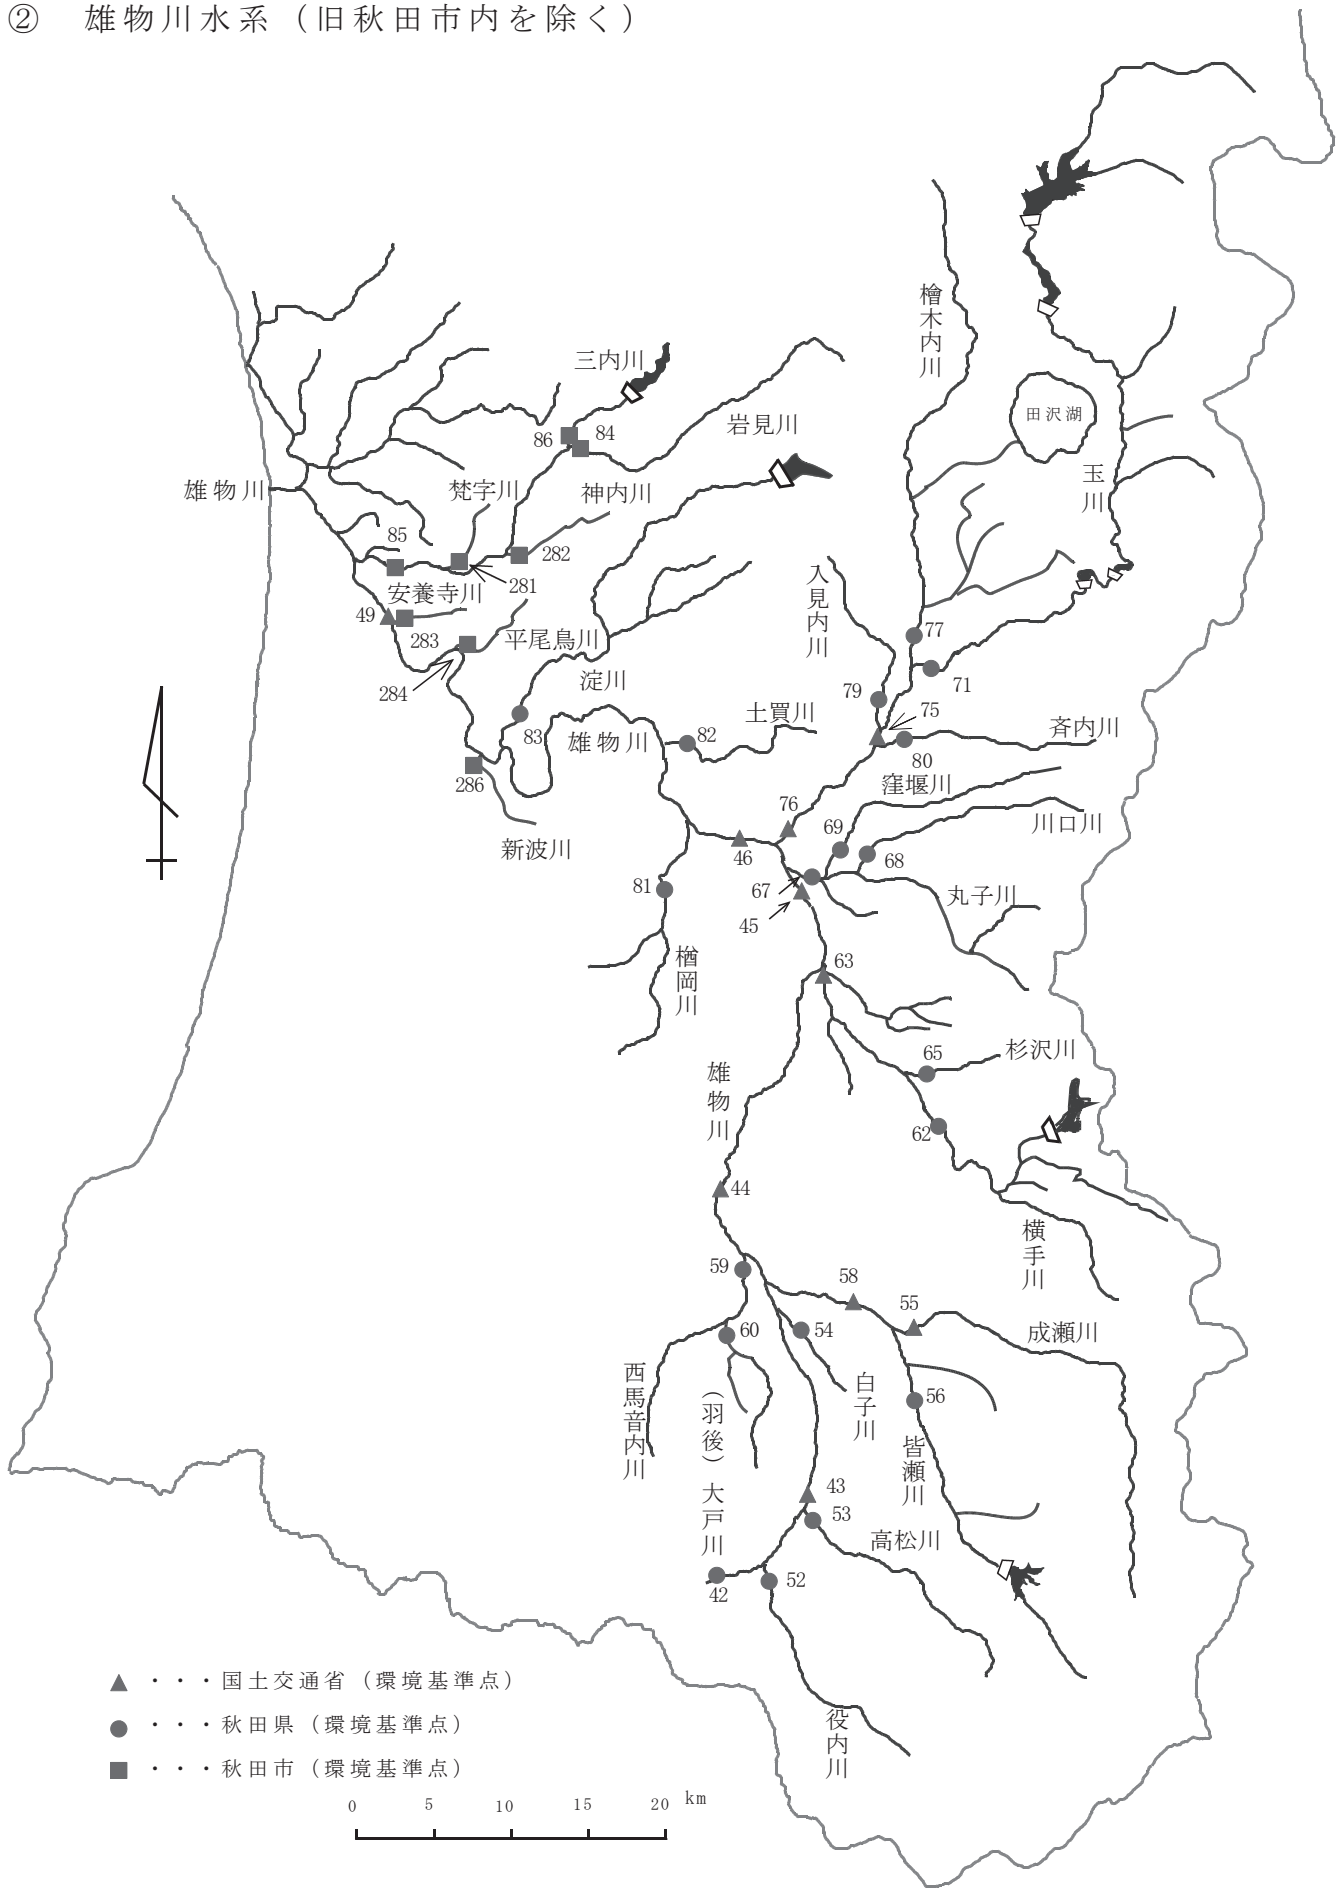 ② 雄物川水系（旧秋田市内を除く）
檜木内川
三内川
田沢湖
86
84
岩見川
玉川
雄物川
梵字川
神内川
85
282
安養寺川
281
入見内川
49
283
平尾鳥川
77
284
淀川
71
79
75
土買川
82
83
雄物川
斉内川
80
286
窪堰川
76
新波川
69
川口川
46
68
81
67
丸子川
45
楢岡川
63
65
杉沢川
雄物川
62
44
横手川
59
58
55
60
54
成瀬川
西馬音内川
白子川
（羽後）大戸川
56
皆瀬川
43
53
高松川
42
52
▲ ・・・国土交通省（環境基準点）
● ・・・秋田県（環境基準点）
■ ・・・秋田市（環境基準点）
役内川
0 5 10 15 20 km